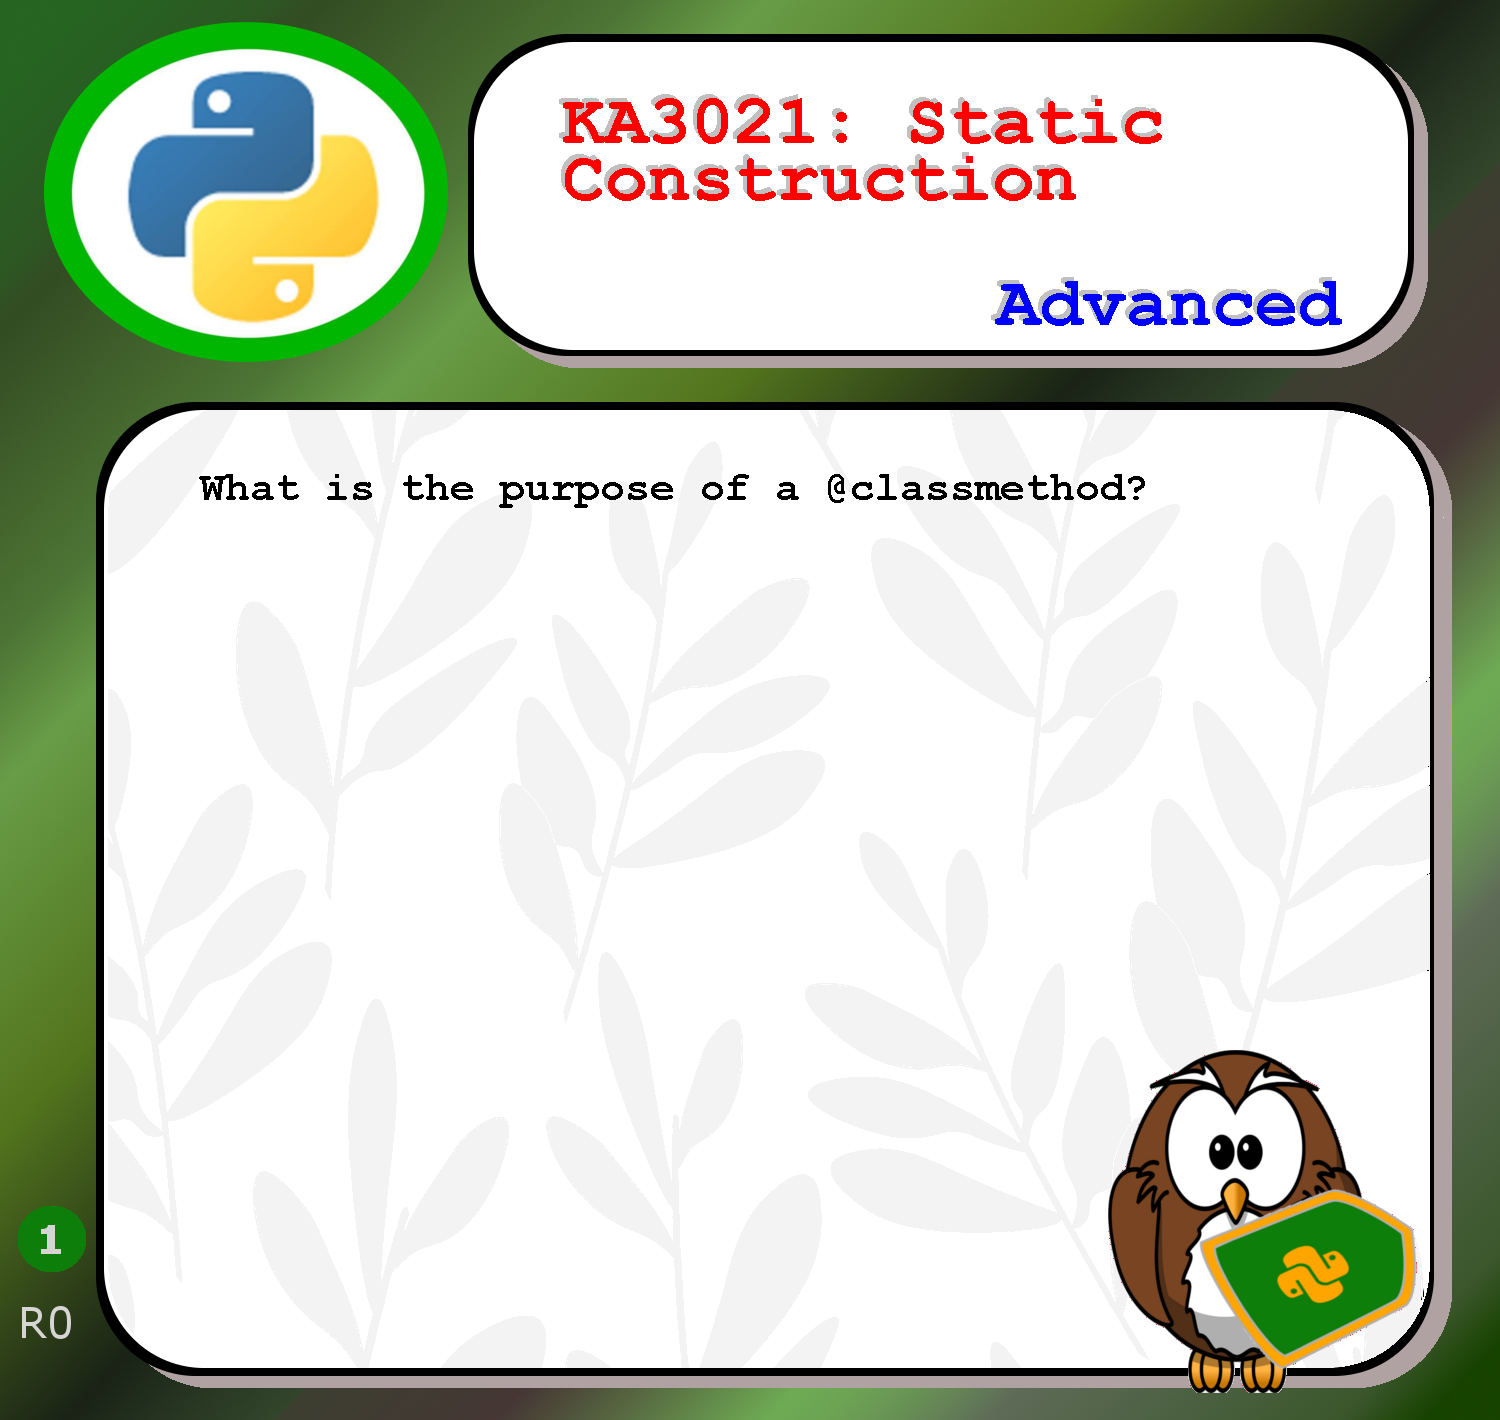 KA3021: Static
Construction
Advanced
What is the purpose of a @classmethod?
1
R0